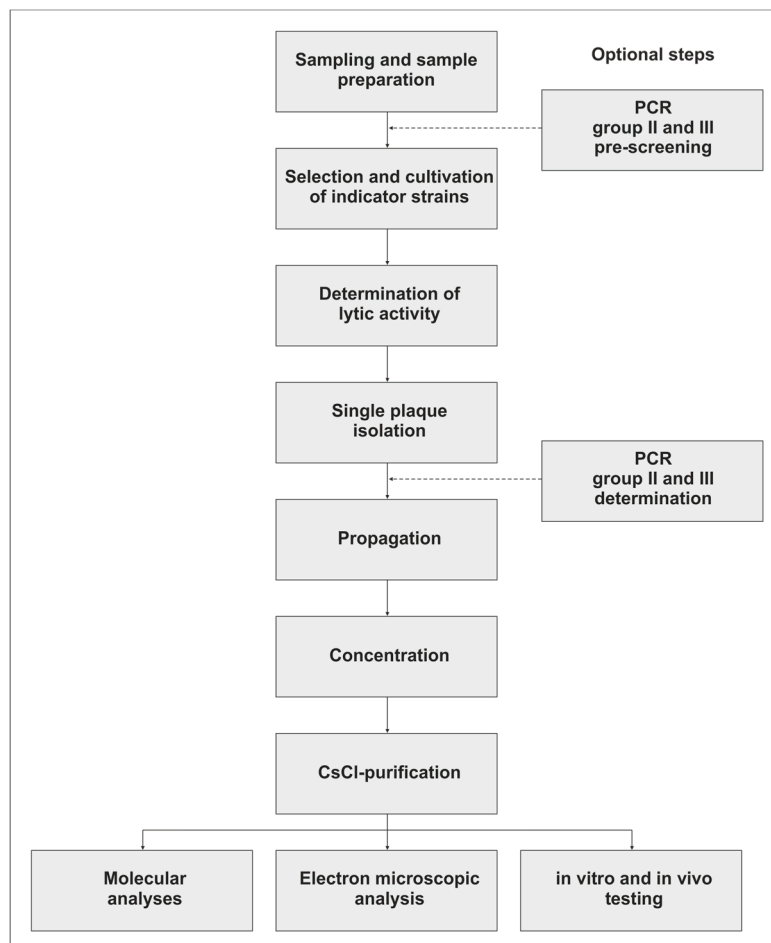 Sampling and sample
preparation
Optional steps
PCR
group II and III
pre-screening
Selection and cultivation
of indicator strains
Determination of
lytic activity
Single plaque
isolation
PCR
group II and III
determination
Propagation
Concentration
CsCl-purification
Molecular
analyses
Electron microscopic
analysis
in vitro and in vivo
testing